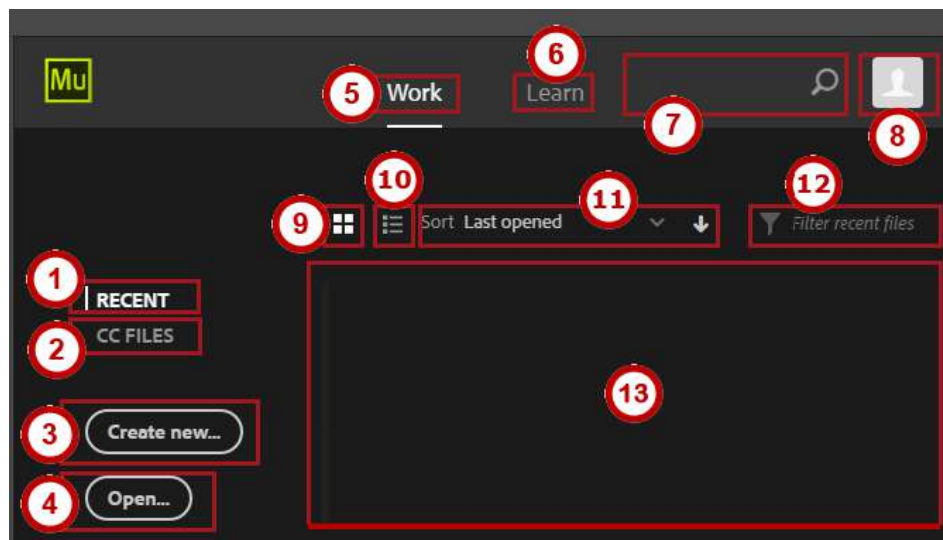 Mu
5 Work
6 Learn
7
8
9
10
Sort Last opened
11
12 Filter recent files
1 RECENT
2 CC FILES
3 Create new...
4 Open...
13